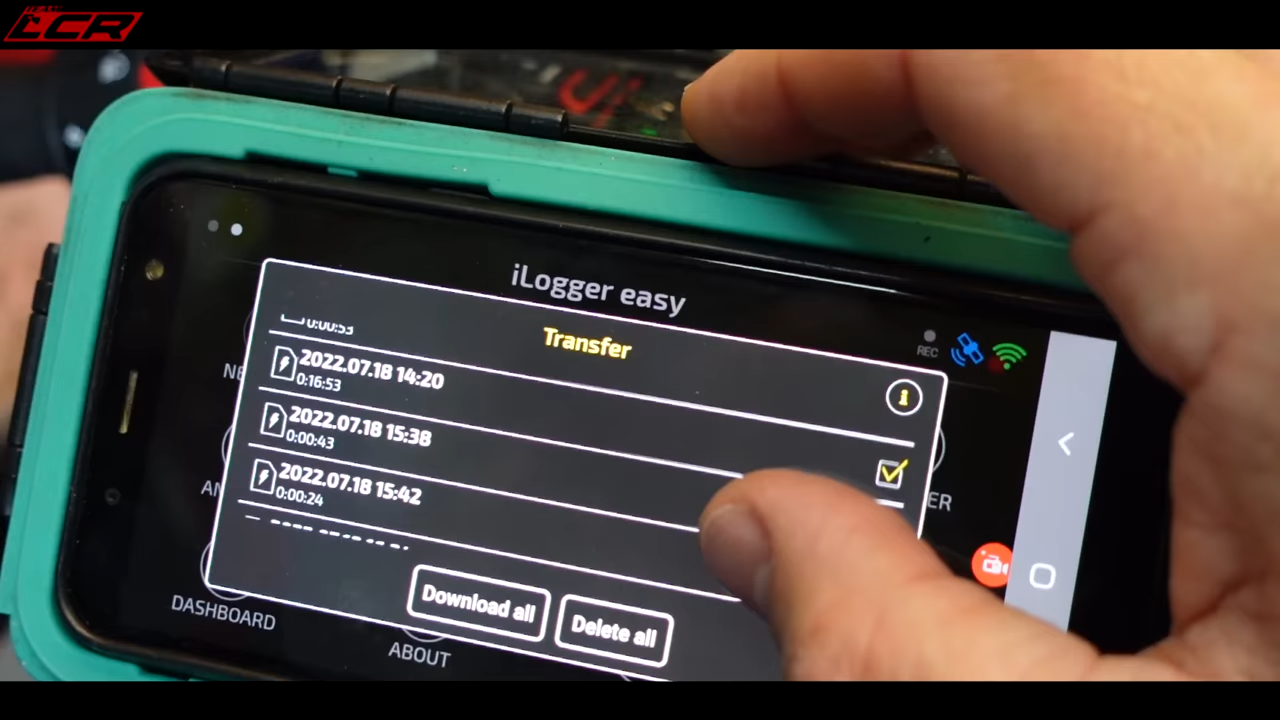 LCR
iLogger easy
REC
Transfer
0:00:53
2022.07.18 14:20
0:16:53
i
2022.07.18 15:38
0:00:43
2022.07.18 15:42
0:00:24
Download all
Delete all
DASHBOARD
ABOUT